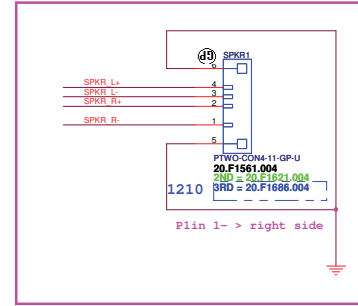 SPKR1
6
SPKR_L+
4
SPKR_L-
3
SPKR_R+
2
SPKR_R-
1
5
PTWO-CON4-11-GP-U
20.F1561.004
2ND = 20.F1621.004
1210
3RD = 20.F1686.004
P1in 1- > right side